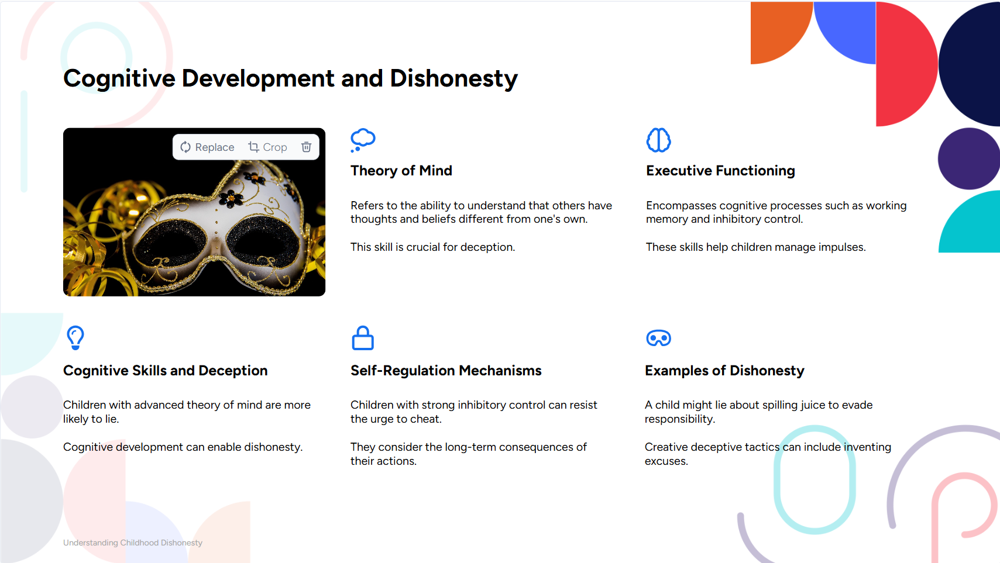 Cognitive Development and Dishonesty
Replace
Crop
Theory of Mind
Refers to the ability to understand that others have
thoughts and beliefs different from one's own.
This skill is crucial for deception.
Executive Functioning
Encompasses cognitive processes such as working
memory and inhibitory control.
These skills help children manage impulses.
Cognitive Skills and Deception
Children with advanced theory of mind are more
likely to lie.
Cognitive development can enable dishonesty.
Self-Regulation Mechanisms
Children with strong inhibitory control can resist
the urge to cheat.
They consider the long-term consequences of
their actions.
Examples of Dishonesty
A child might lie about spilling juice to evade
responsibility.
Creative deceptive tactics can include inventing
excuses.
Understanding Childhood Dishonesty